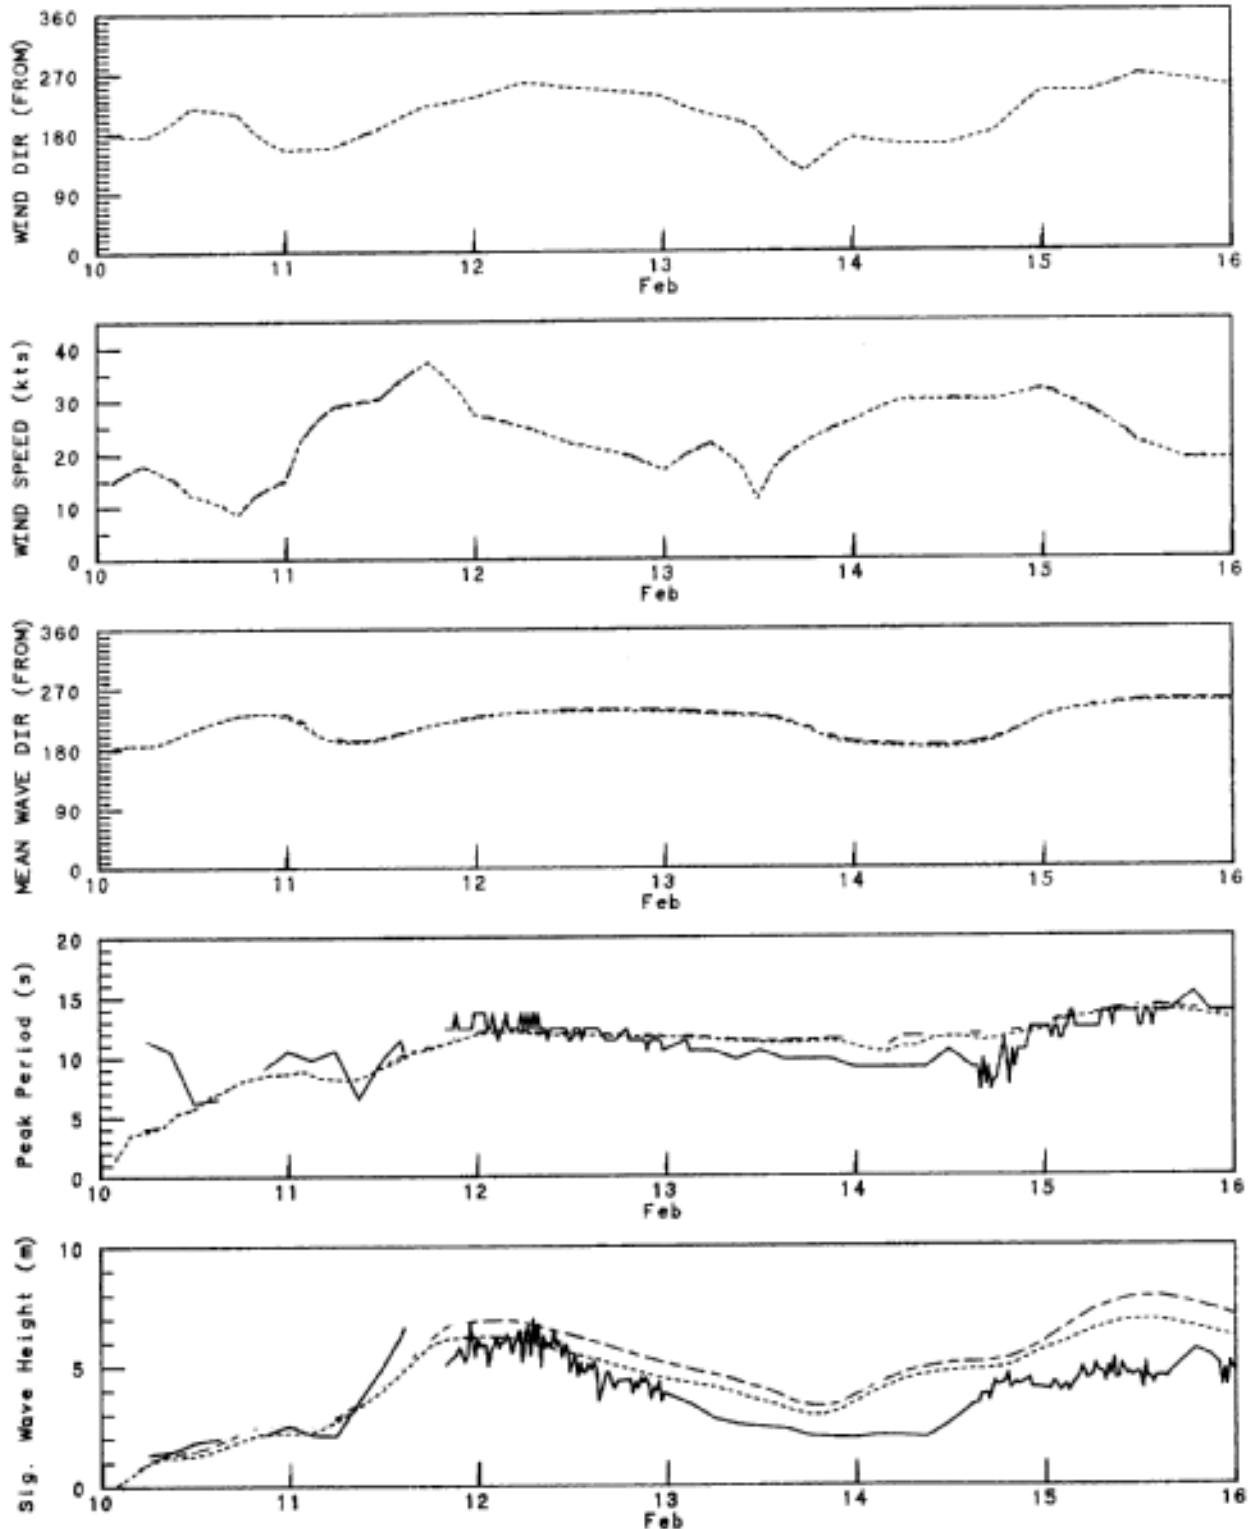 WIND DIR (FROM)
360
270
180
90
0
10 11 12 13 14 15 16
Feb
WIND SPEED (kts)
40
30
20
10
0
10 11 12 13 14 15 16
Feb
MEAN WAVE DIR (FROM)
360
270
180
90
0
10 11 12 13 14 15 16
Feb
Peak Period (s)
20
15
10
5
0
10 11 12 13 14 15 16
Feb
Sig. Wave Height (m)
10
5
0
10 11 12 13 14 15 16
Feb